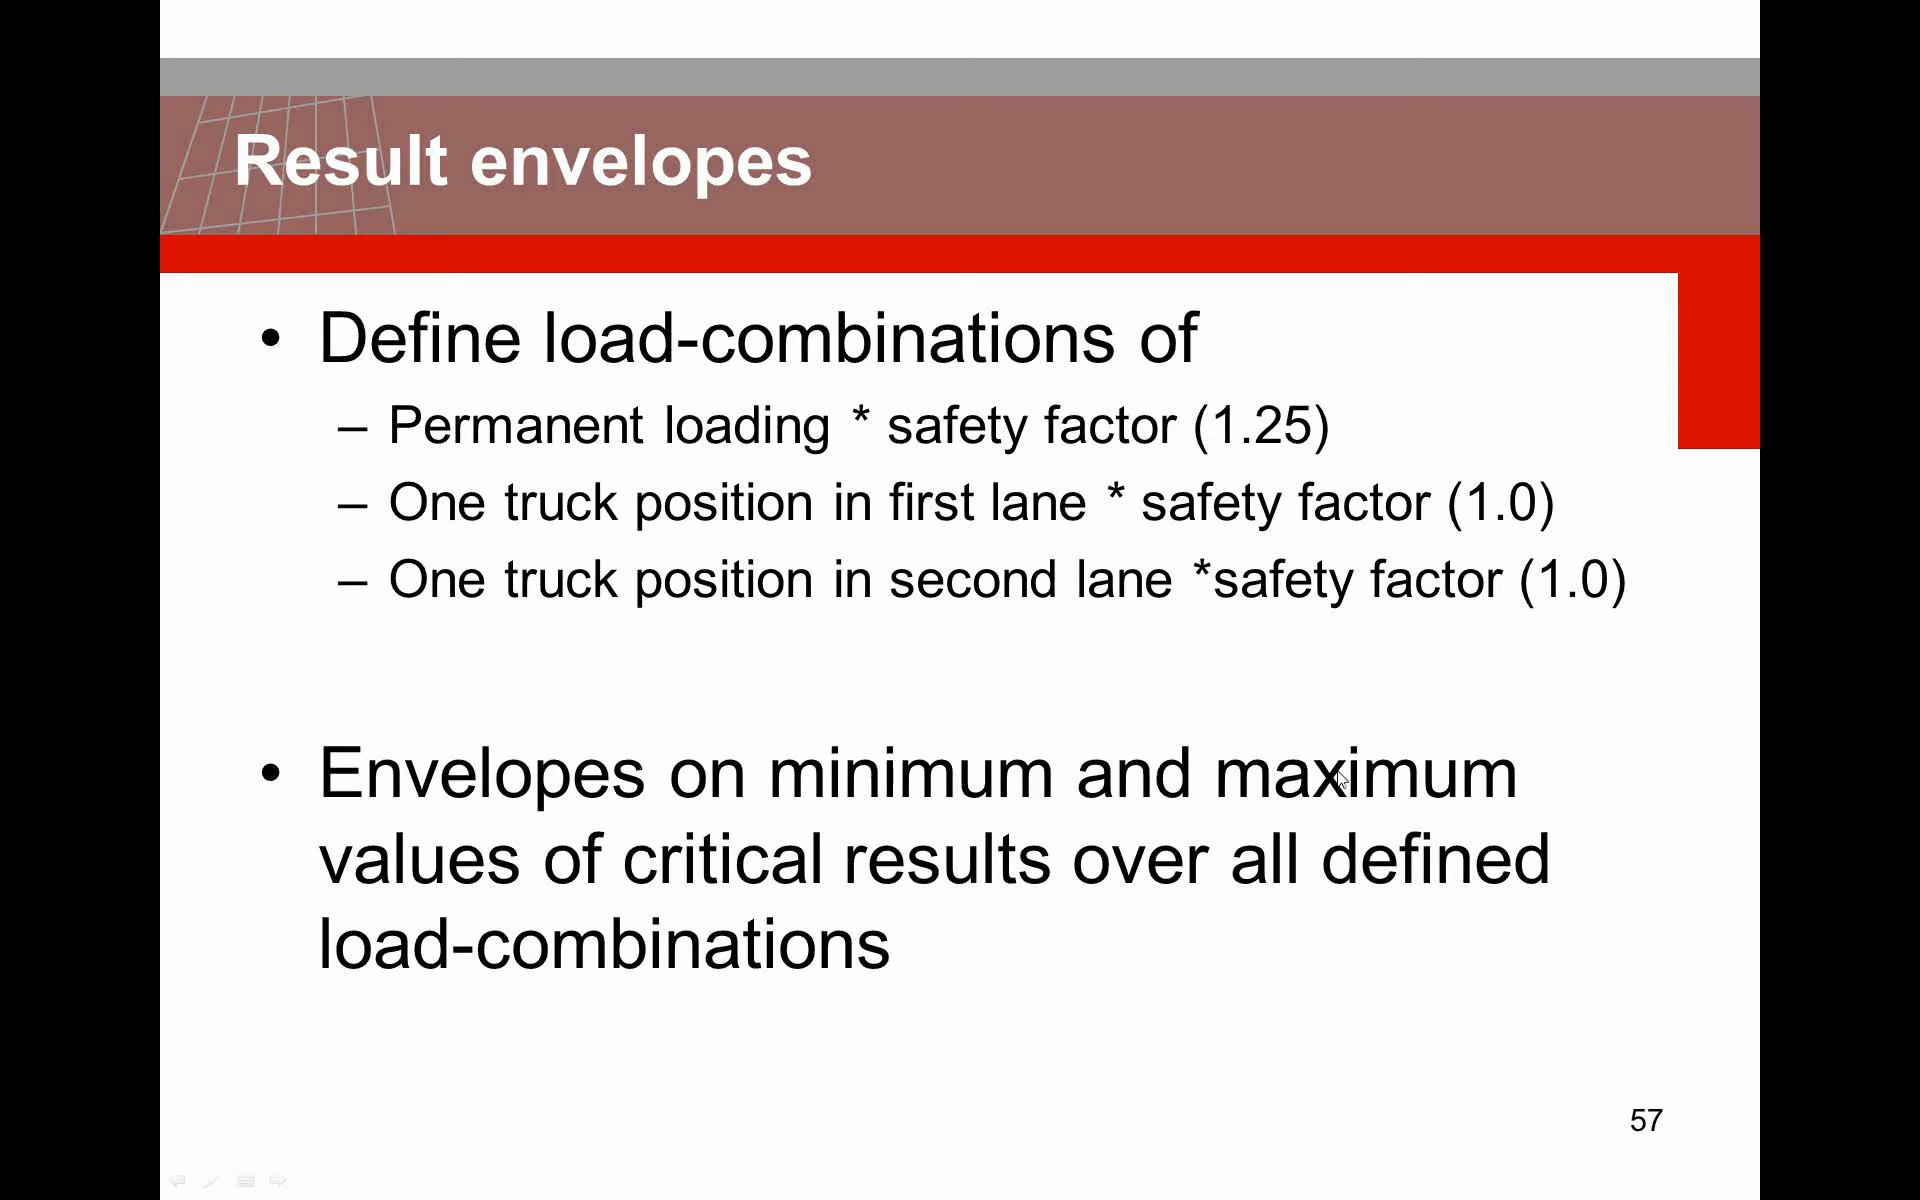 Result envelopes
• Define load-combinations of
– Permanent loading * safety factor (1.25)
– One truck position in first lane * safety factor (1.0)
– One truck position in second lane *safety factor (1.0)
• Envelopes on minimum and maximum
values of critical results over all defined
load-combinations
57